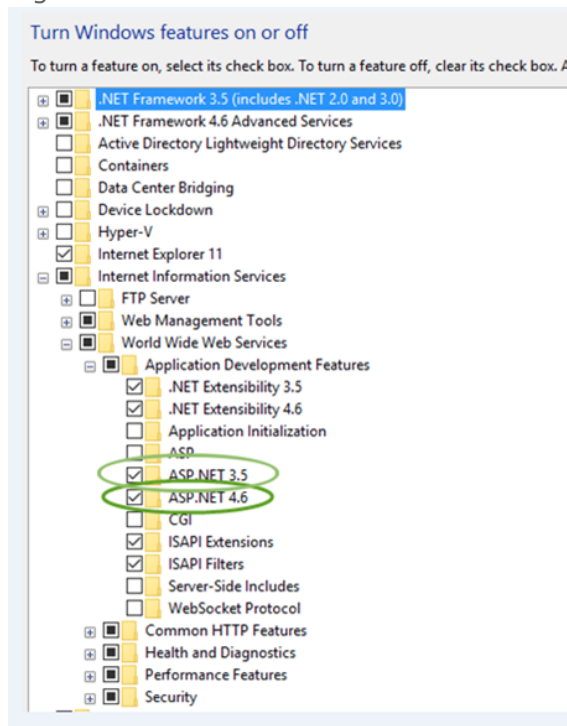 Turn Windows features on or off
To turn a feature on, select its check box. To turn a feature off, clear its check box. A
.NET Framework 3.5 (includes .NET 2.0 and 3.0)
.NET Framework 4.6 Advanced Services
Active Directory Lightweight Directory Services
Containers
Data Center Bridging
Device Lockdown
Hyper-V
Internet Explorer 11
Internet Information Services
FTP Server
Web Management Tools
World Wide Web Services
Application Development Features
.NET Extensibility 3.5
.NET Extensibility 4.6
Application Initialization
ASP
ASP.NET 3.5
ASP.NET 4.6
CGI
ISAPI Extensions
ISAPI Filters
Server-Side Includes
WebSocket Protocol
Common HTTP Features
Health and Diagnostics
Performance Features
Security